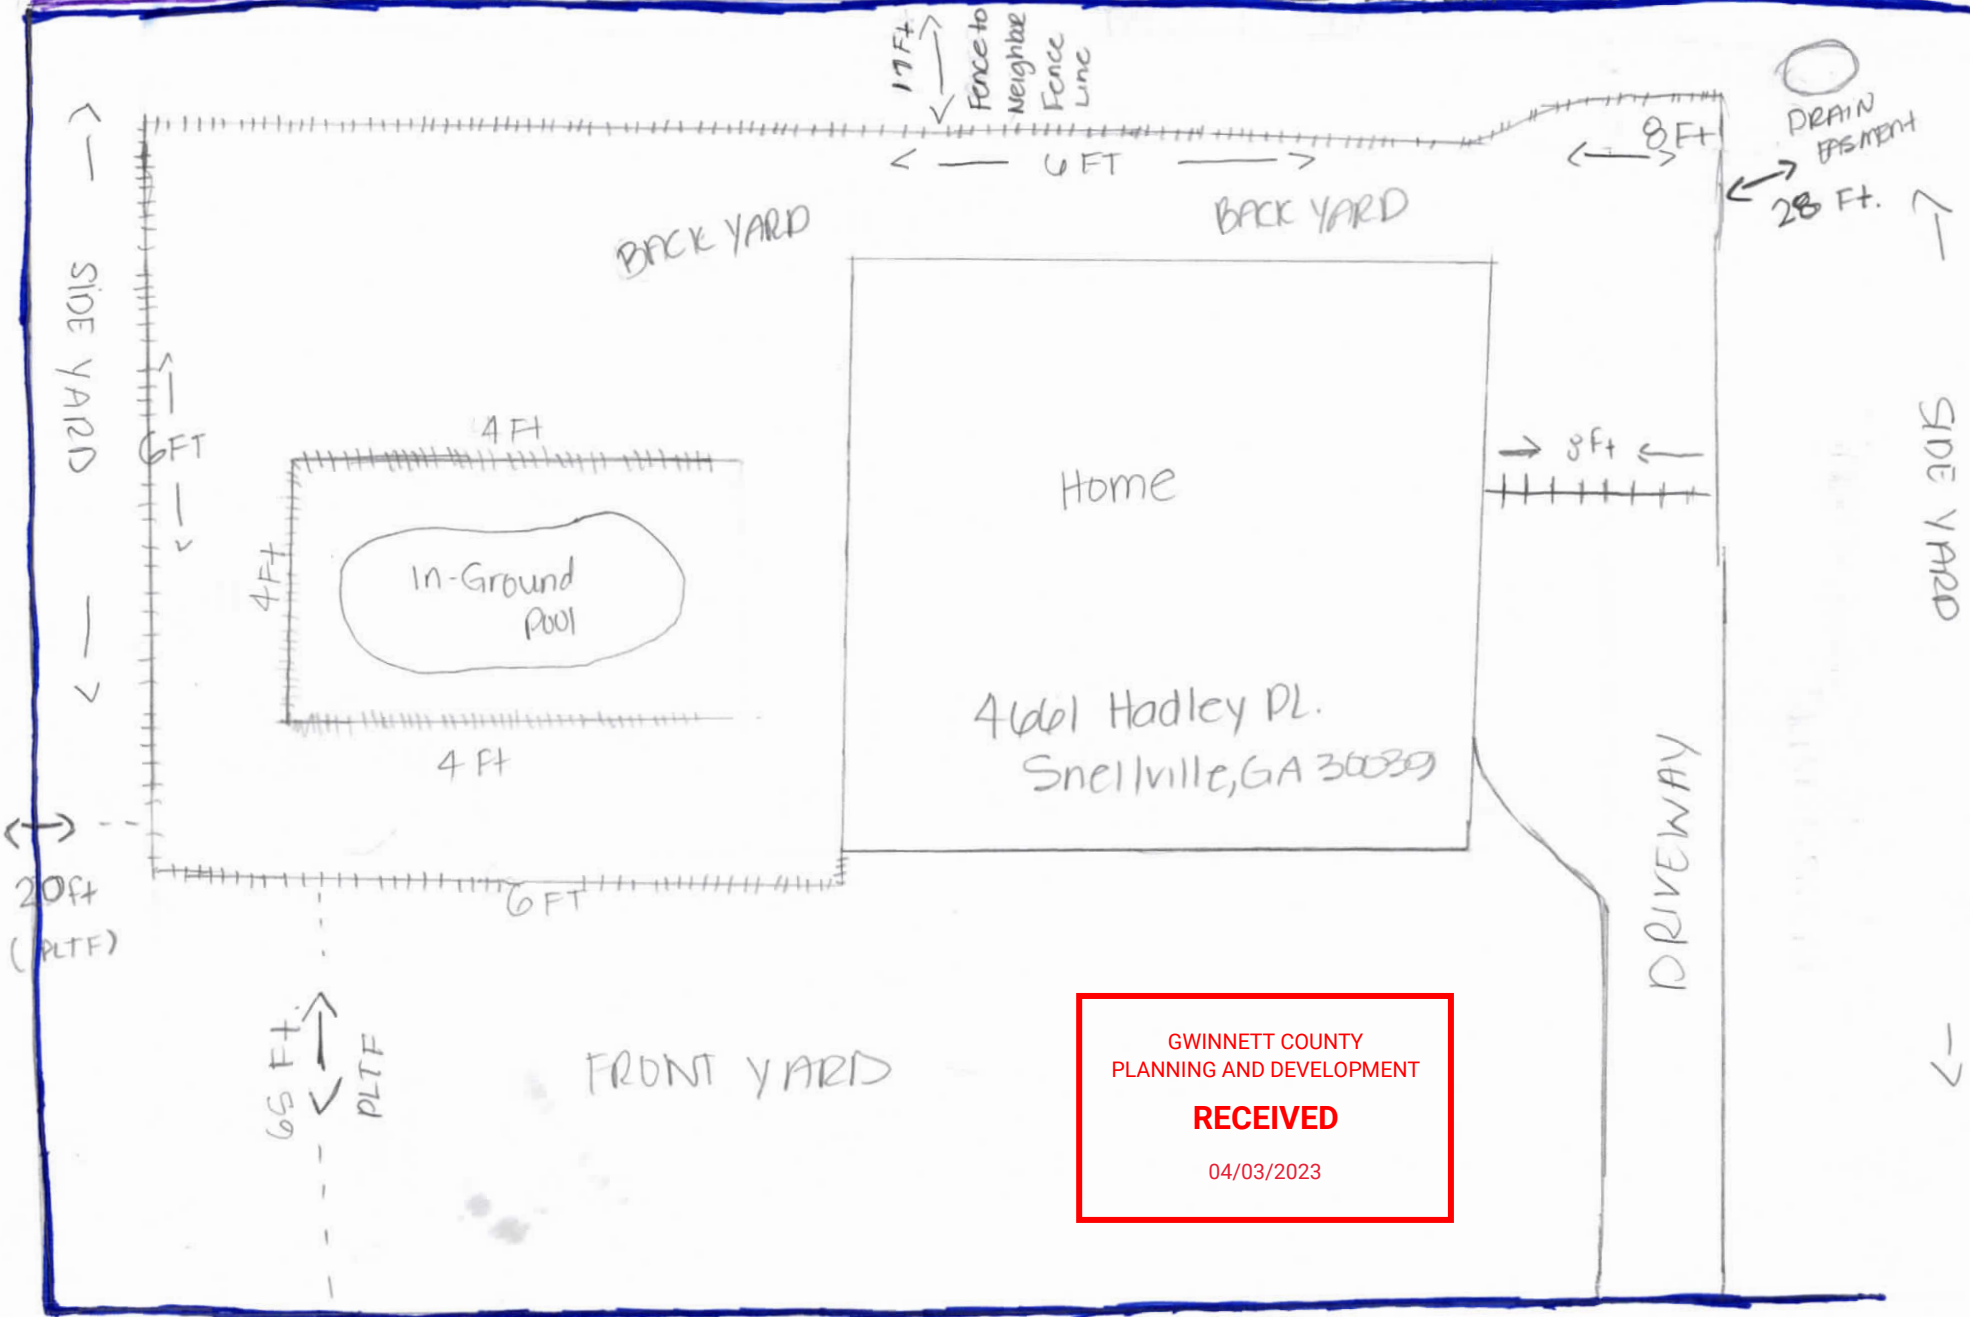 17 Ft
Fence to
Neighbor
Fence
Line
DRAIN
EASMENT
28 Ft.
8 Ft
6 FT
BACK YARD
BACK YARD
SIDE YARD
6 FT
4 Ft
4 Ft
In-Ground
Pool
4 Ft
Home
8 Ft
SIDE YARD
4661 Hadley PL.
Snellville, GA 30039
DRIVEWAY
20ft
(PLTF)
6 FT
65 Ft.
PLTF
FRONT YARD
GWINNETT COUNTY
PLANNING AND DEVELOPMENT
RECEIVED
04/03/2023